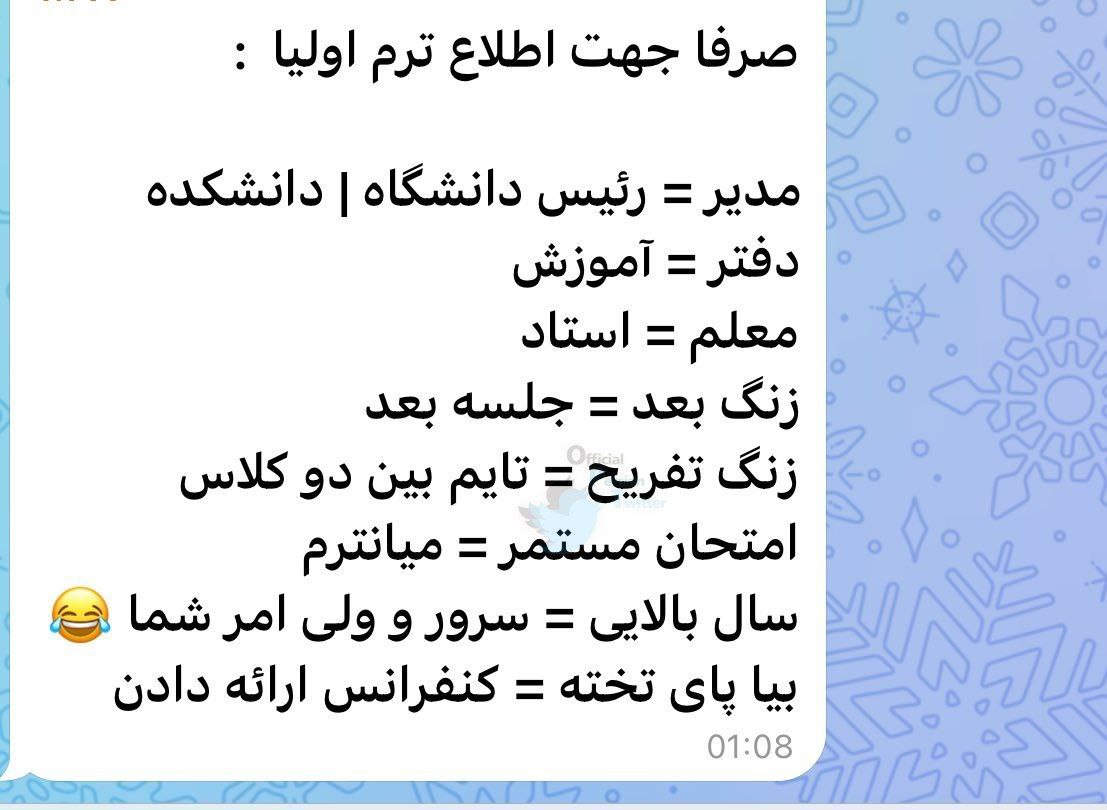 صرفا جهت اطلاع ترم اولیا :
مدیر = رئیس دانشگاه | دانشکده
دفتر = آموزش
معلم = استاد
زنگ بعد = جلسه بعد
زنگ تفریح = تایم بین دو کلاس
امتحان مستمر = میانترم
سال بالایی = سرور و ولی امر شما 😂
بیا پای تخته = کنفرانس ارائه دادن
01:08
Official
Twitter